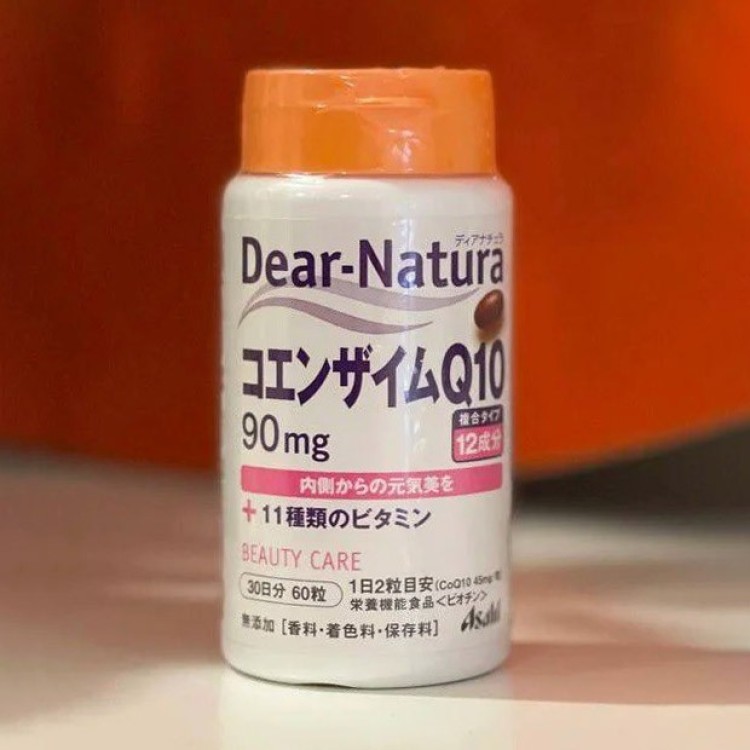 ディアナチュラ
Dear-Natura
コエンザイムQ10
90mg
複合タイプ
12成分
内側からの元気美を
+11種類のビタミン
BEAUTY CARE
30日分 60粒
1日2粒目安(CoQ10 45mg/粒)
栄養機能食品<ビオチン>
無添加[香料・着色料・保存料]
Asahi